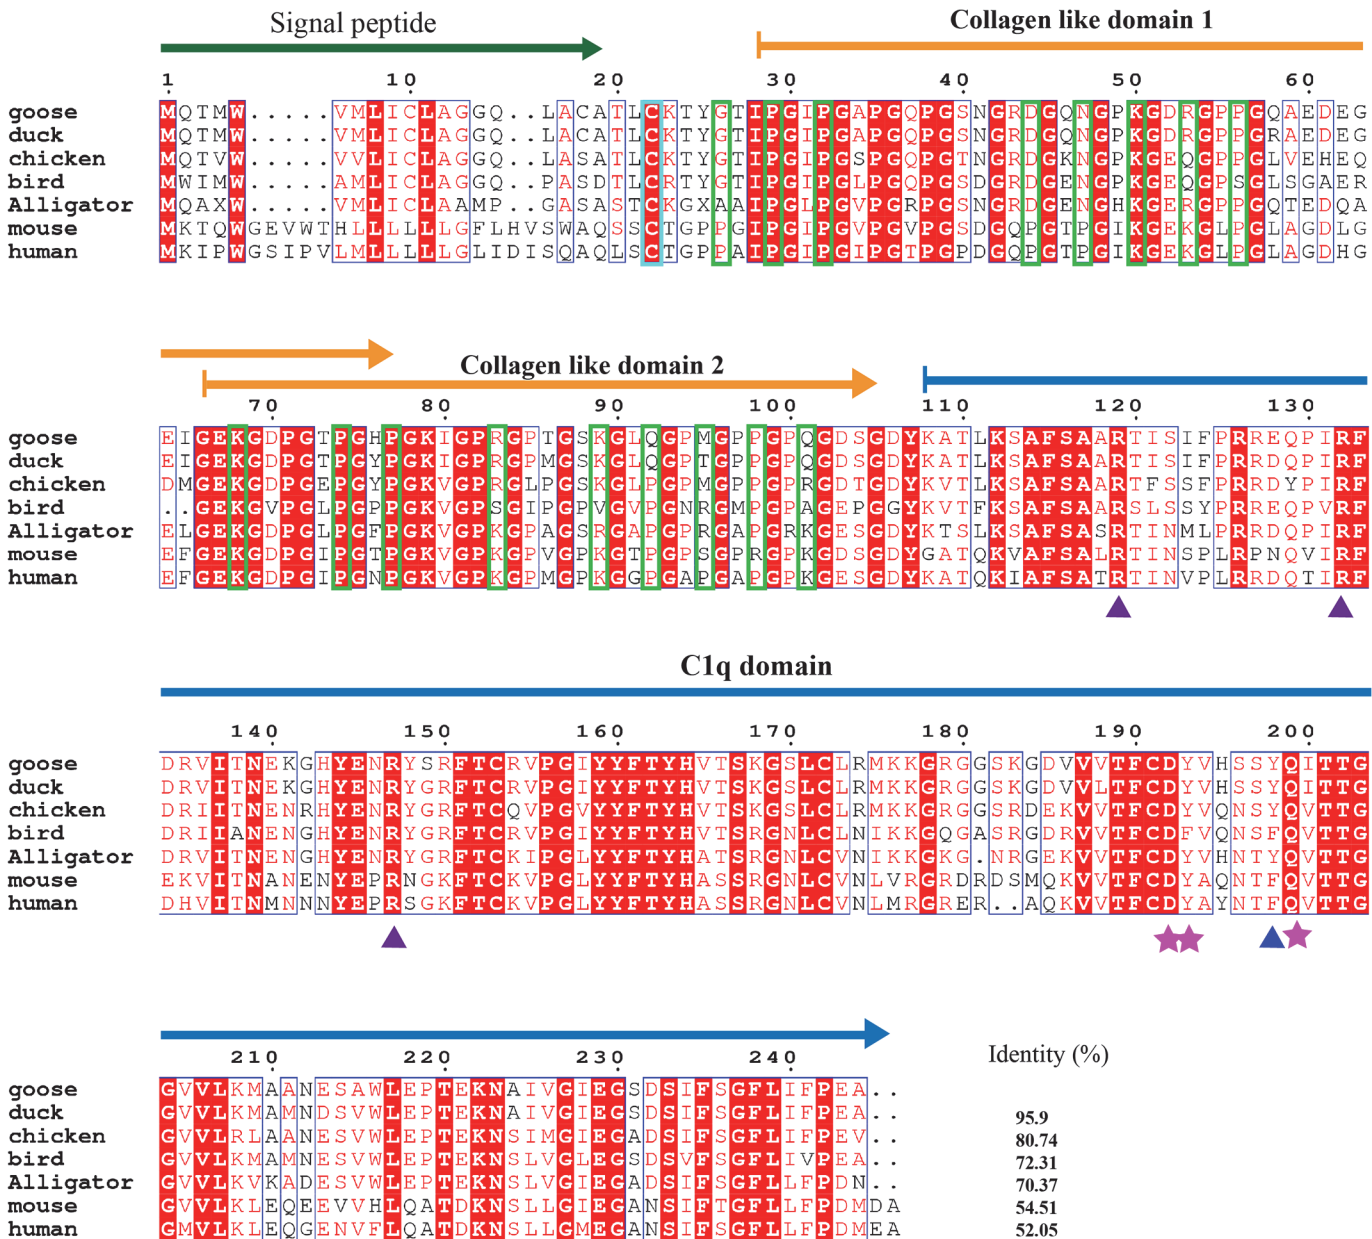 Signal peptide
Collagen like domain 1
1 10 20 30 40 50 60
goose MQTMW.....VMLICLAGGQ..LACATLCKTYGTIPGIPGAPGQPGSNGRDGQNGPKGDRGPPGQAEDEG
duck MQTMW.....VMLICLAGGQ..LACATLCKTYGTIPGIPGAPGQPGSNGRDGQNGPKGDRGPPGRAEDEG
chicken MQTVW.....VVLICLAGGQ..LASATLCKTYGTIPGIPGSPGQPGTNGRDGKNGPKGEQGPPGLVEHEQ
bird MWIMW.....AMLICLAGGQ..PASDTLCRTYGTIPGIPGLPGQPGSDGRDGENGPKGEQGPSGLSGAER
Alligator MQAXW.....VMLICLAAMP..GASASTCKGXAAIPGLPGVPGRPGSNGRDGENGHKGERGPPGQTEDQA
mouse MKTQWGEVWTHLLLLLLGFLHVSWAQSSCTGPPGIPGIPGVPGVPGSDGQPGTPGIKGEKGLPGLAGDLG
human MKIPWGSIPVLMLLLLLGLIDISQAQLSCTGPPAIPGIPGIPGTPGPDGQPGTPGIKGEKGLPGLAGDHG
Collagen like domain 2
70 80 90 100 110 120 130
goose EIGEKGDPGTPGHPGKIGPRGPTGSKGLQGPMGPPGPQGDSGDYKATLKSAFSAARTISIFPRREQPIRF
duck EIGEKGDPGTPGYPGKIGPRGPMGSKGLQGPTGPPGPQGDSGDYKATLKSAFSAARTISIFPRRDQPIRF
chicken DMGEKGDPGEPGYPGKVGPRGLPGSKGLPGPMGPPGPRGDTGDYKVTLKSAFSAARTFSSFPRRDYPIRF
bird ..GEKGVPGLPGPPGKVGPSGIPGPVGVPGNRGMPGPAGEPGGYKVTFKSAFSAARSLSSYPRREQPVRF
Alligator ELGEKGDPGLPGFPGKVGPKGPAGSRGAPGPRGAPGRKGDSGDYKTSLKSAFSASRTINMLPRRDQPIRF
mouse EFGEKGDPGIPGTPGKVGPKGPVGPKGTPGPSGPRGPKGDSGDYGATQKVAFSALRTINSPLRPNQVIRF
human EFGEKGDPGIPGNPGKVGPKGPMGPKGGPGAPGAPGPKGESGDYKATQKIAFSATRTINVPLRRDQTIRF
C1q domain
140 150 160 170 180 190 200
goose DRVITNEKGHYENRYSRFTCRVPGIYYFTYHVTSKGSLCLRMKKGRGGSKGDVVVTFCDYVHSSYQITTG
duck DRVITNEKGHYENRYGRFTCRVPGIYYFTYHVTSKGSLCLRMKKGRGGSKGDVVLTFCDYVHSSYQITTG
chicken DRIITNENRHYENRYGRFTCQVPGVYYFTYHVTSKGSLCLRMKKGRGGSRDEKVVTFCDYVQNSYQVTTG
bird DRIIANENGHYENRYGRFTCRVPGIYYFTYHVTSRGNLCLNIKKGQGASRGDRVVTFCDFVQNSFQVTTG
Alligator DRVITNENGHYENRYGRFTCKIPGLYYFTYHATSRGNLCVNIKKGKG.NRGEKVVTFCDYVHNTYQVTTG
mouse EKVITNANENYEPRNGKFTCKVPGLYYFTYHASSRGNLCVNLVRGRDRDSMQKVVTFCDYAQNTFQVTTG
human DHVITNMNNNYEPRSGKFTCKVPGLYYFTYHASSRGNLCVNLMRGRER..AQKVVTFCDYAYNTFQVTTG
210 220 230 240
Identity (%)
goose GVVLKMAANESAWLEPTEKNAIVGIEGSDSIFSGFLIFPEA..
duck GVVLKMAMNDSVWLEPTEKNAIVGIEGSDSIFSGFLIFPEA.. 95.9
chicken GVVLRLAANESVWLEPTEKNSIMGIEGADSIFSGFLIFPEV.. 80.74
bird GVVLKMAMNESVWLEPTEKNSLVGLEGSDSVFSGFLIVPEA.. 72.31
Alligator GVVLKVKADESVWLEPTEKNSLVGIEGADSIFSGFLLFPDN.. 70.37
mouse GVVLKLEQEEVVHLQATDKNSLLGIEGANSIFTGFLLFPDMDA 54.51
human GMVLKLEQGENVFLQATDKNSLLGMEGANSIFSGFLLFPDMEA 52.05